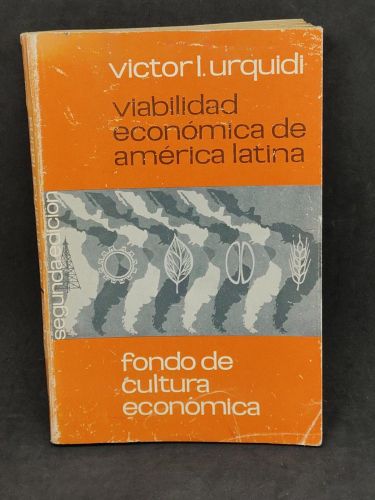 victor l. urquidi
viabilidad
económica de
américa latina
segunda edición
fondo de
cultura
económica